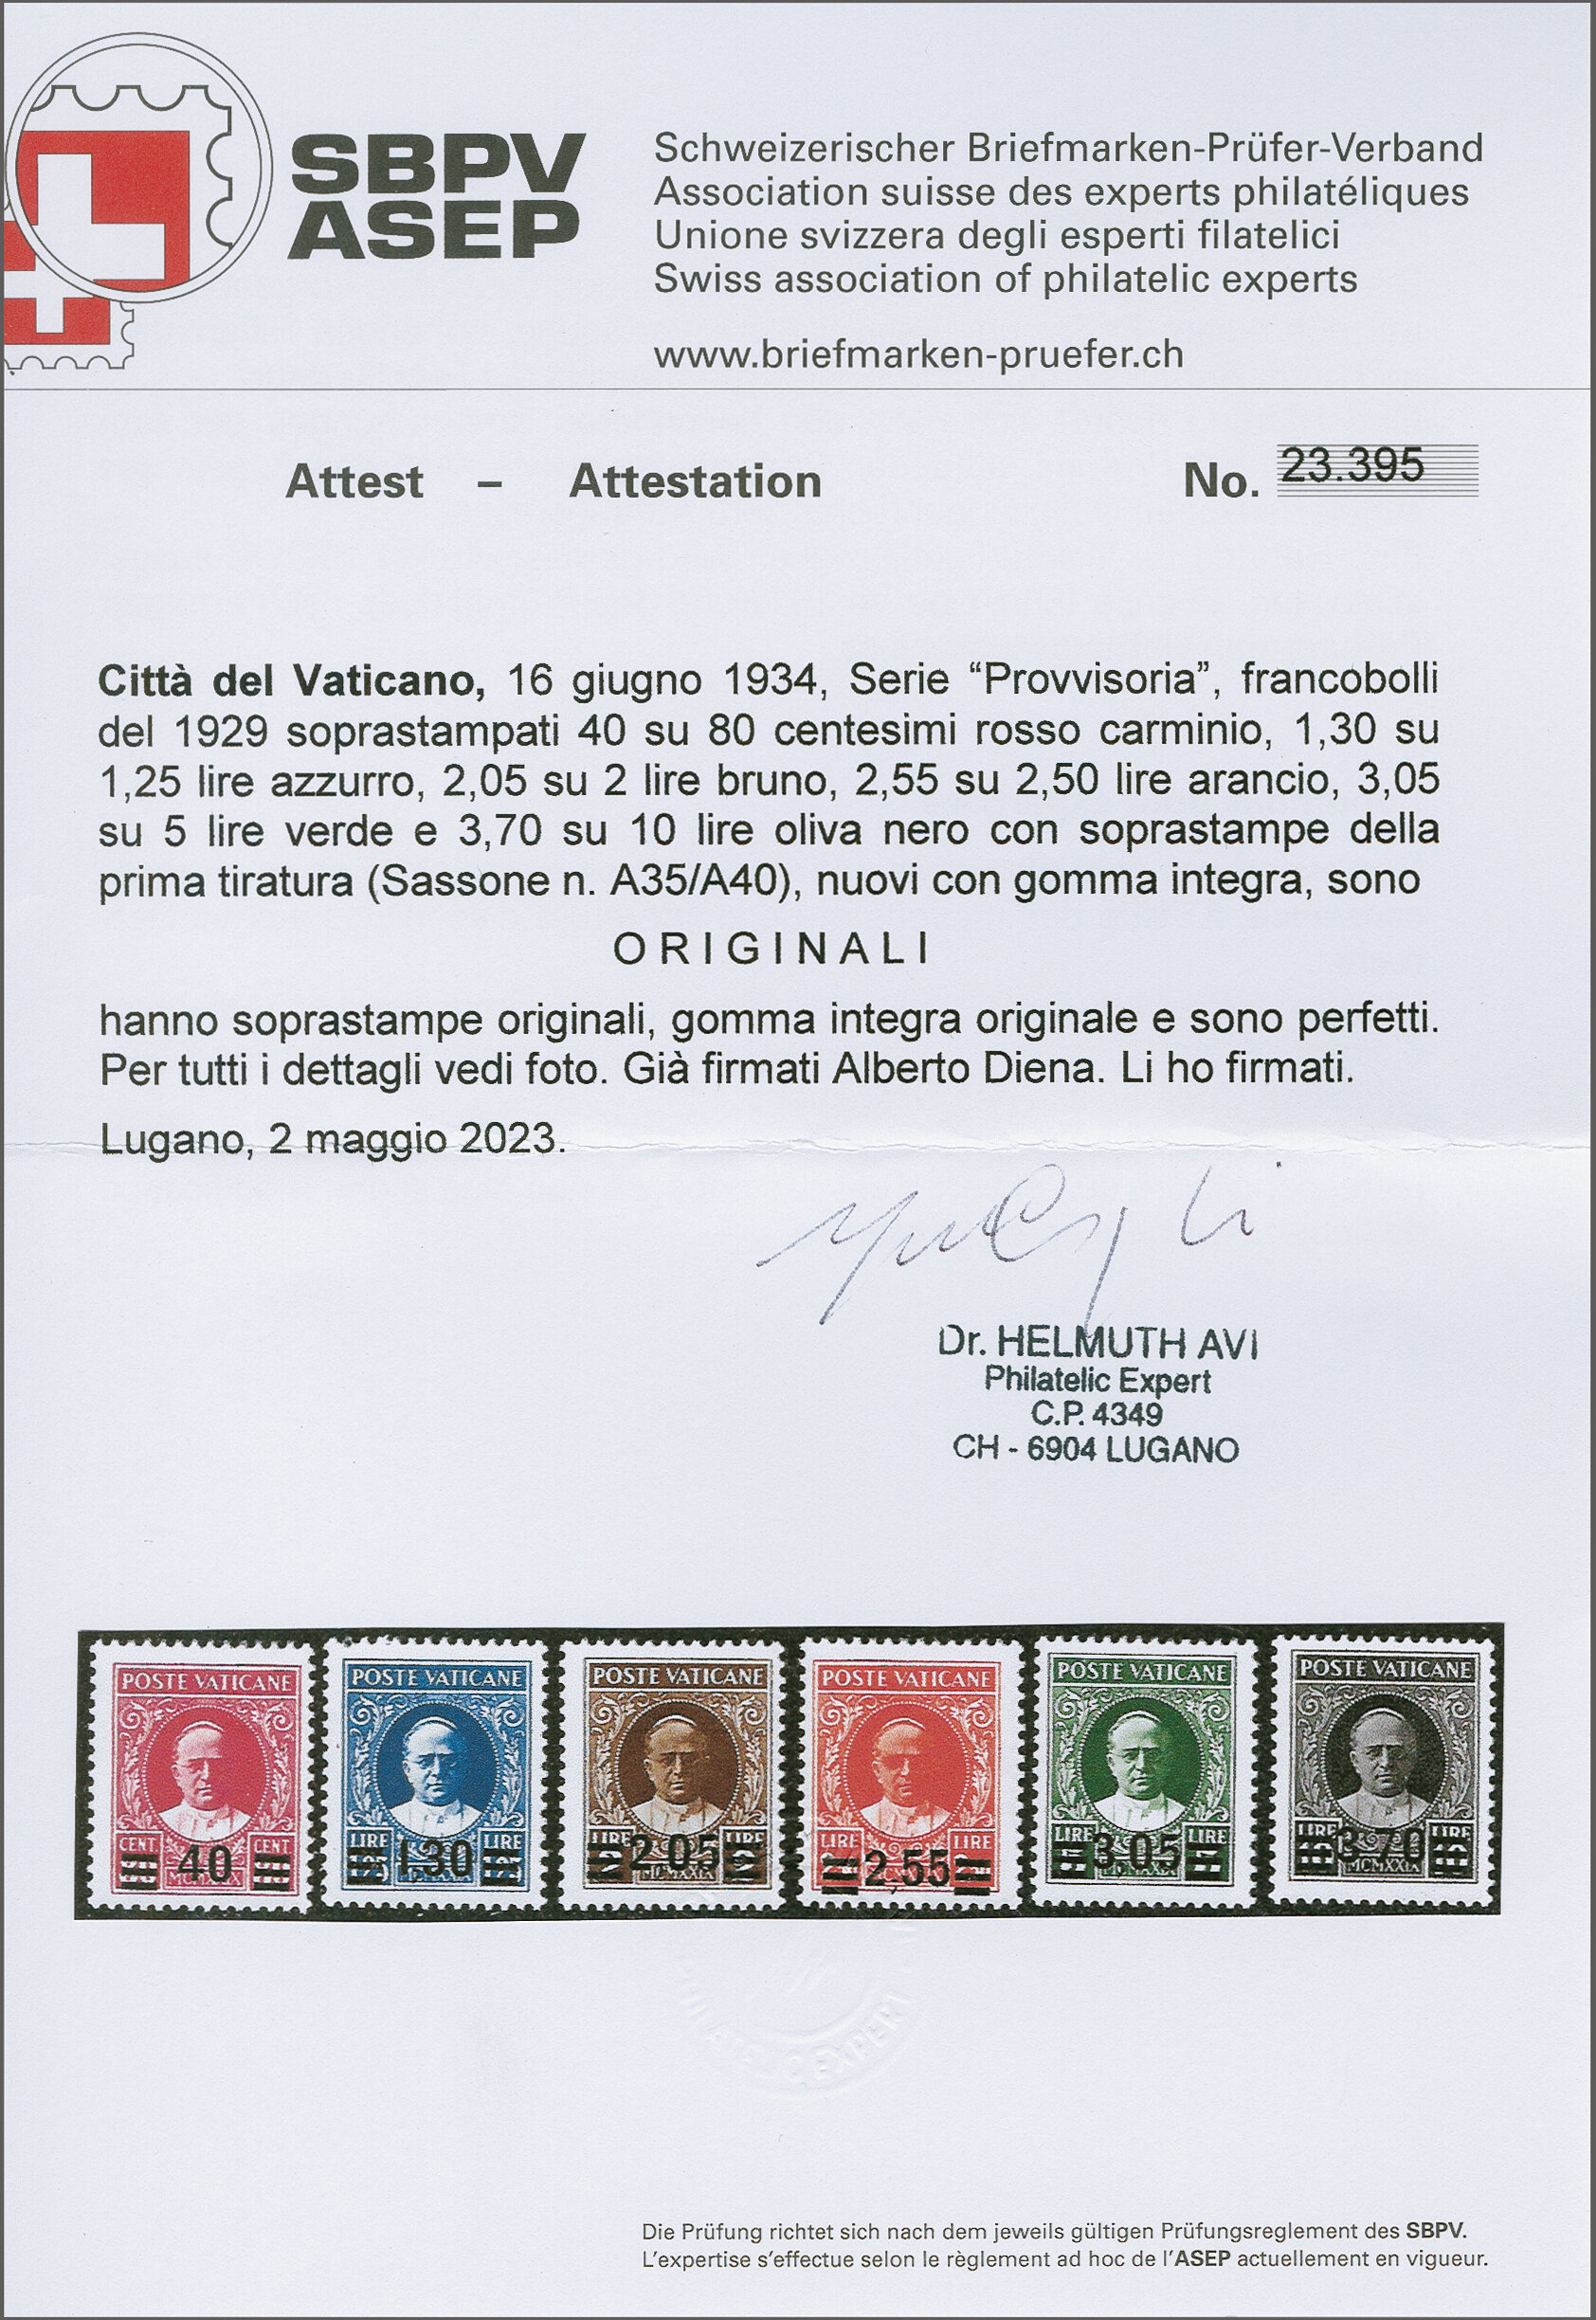 SBPV
ASEP
Schweizerischer Briefmarken-Prüfer-Verband
Association suisse des experts philatéliques
Unione svizzera degli esperti filatelici
Swiss association of philatelic experts
www.briefmarken-pruefer.ch
Attest – Attestation No. 23.395
Città del Vaticano, 16 giugno 1934, Serie “Provvisoria”, francobolli
del 1929 soprastampati 40 su 80 centesimi rosso carminio, 1,30 su
1,25 lire azzurro, 2,05 su 2 lire bruno, 2,55 su 2,50 lire arancio, 3,05
su 5 lire verde e 3,70 su 10 lire oliva nero con soprastampe della
prima tiratura (Sassone n. A35/A40), nuovi con gomma integra, sono
ORIGINALI
hanno soprastampe originali, gomma integra originale e sono perfetti.
Per tutti i dettagli vedi foto. Già firmati Alberto Diena. Li ho firmati.
Lugano, 2 maggio 2023.
Dr. HELMUTH AVI
Philatelic Expert
C.P. 4349
CH - 6904 LUGANO
POSTE VATICANE POSTE VATICANE POSTE VATICANE POSTE VATICANE POSTE VATICANE POSTE VATICANE
CENT CENT LIRE LIRE LIRE LIRE LIRE LIRE LIRE LIRE LIRE LIRE
40 1,30 2,05 2,55 3,05 3,70
MCMXXIX MCMXXIX MCMXXIX MCMXXIX
PHILATELIC EXPERT
Die Prüfung richtet sich nach dem jeweils gültigen Prüfungsreglement des SBPV.
L’expertise s’effectue selon le règlement ad hoc de l’ASEP actuellement en vigueur.